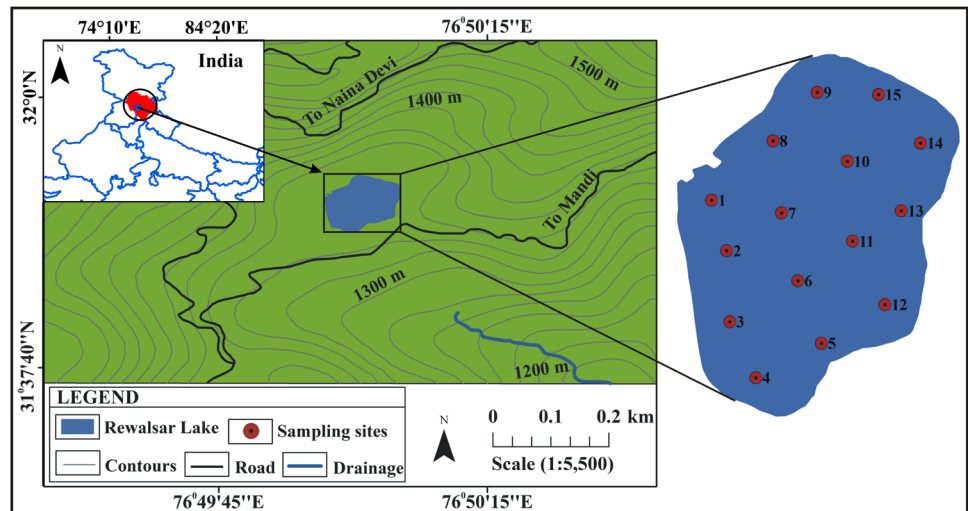 74°10'E
84°20'E
76°50'15''E
N
India
32°0'N
To Naina Devi
1500 m
1400 m
To Mandi
1300 m
1200 m
31°37'40''N
9
15
8
14
10
1
7
13
2
11
6
12
3
5
4
LEGEND
Rewalsar Lake
Sampling sites
Contours
Road
Drainage
N
0 0.1 0.2 km
Scale (1:5,500)
76°49'45''E
76°50'15''E